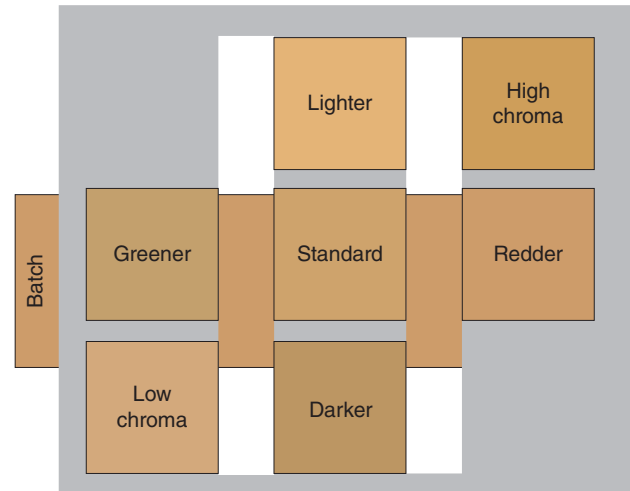 Lighter
High
chroma
Batch
Greener
Standard
Redder
Low
chroma
Darker